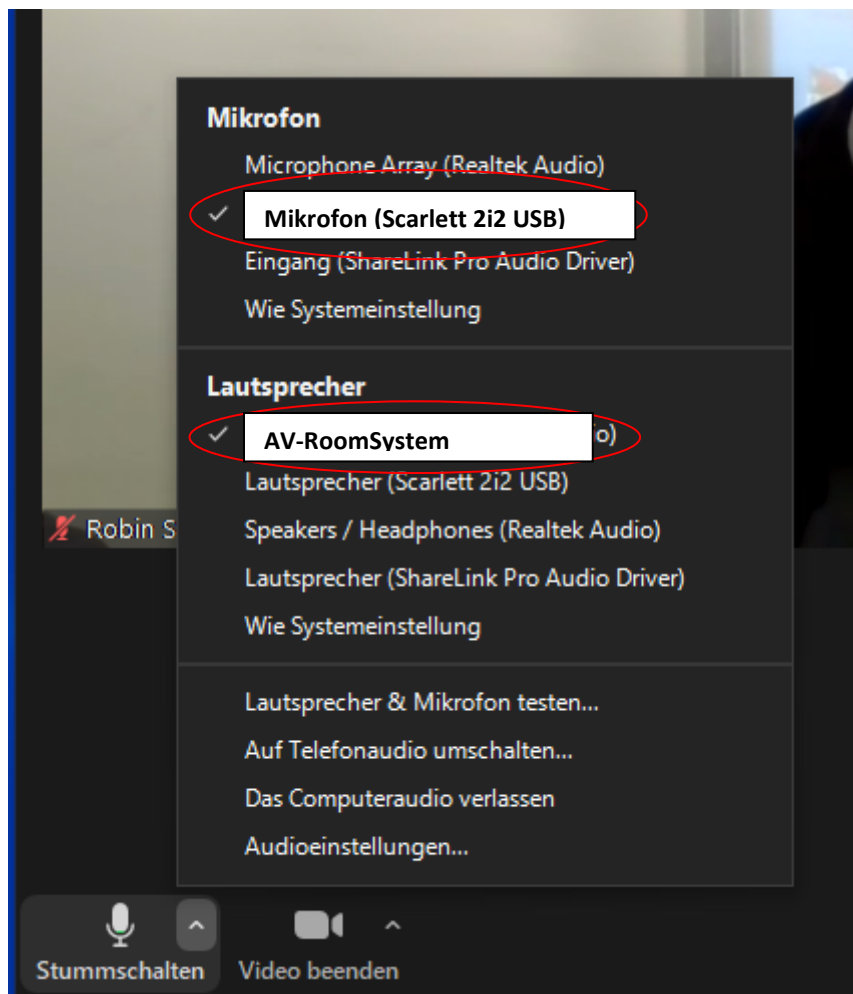 Mikrofon
Microphone Array (Realtek Audio)
Mikrofon (Scarlett 2i2 USB)
Eingang (ShareLink Pro Audio Driver)
Wie Systemeinstellung
Lautsprecher
AV-RoomSystem o)
Lautsprecher (Scarlett 2i2 USB)
Robin S
Speakers / Headphones (Realtek Audio)
Lautsprecher (ShareLink Pro Audio Driver)
Wie Systemeinstellung
Lautsprecher & Mikrofon testen...
Auf Telefonaudio umschalten...
Das Computeraudio verlassen
Audioeinstellungen...
Stummschalten
Video beenden